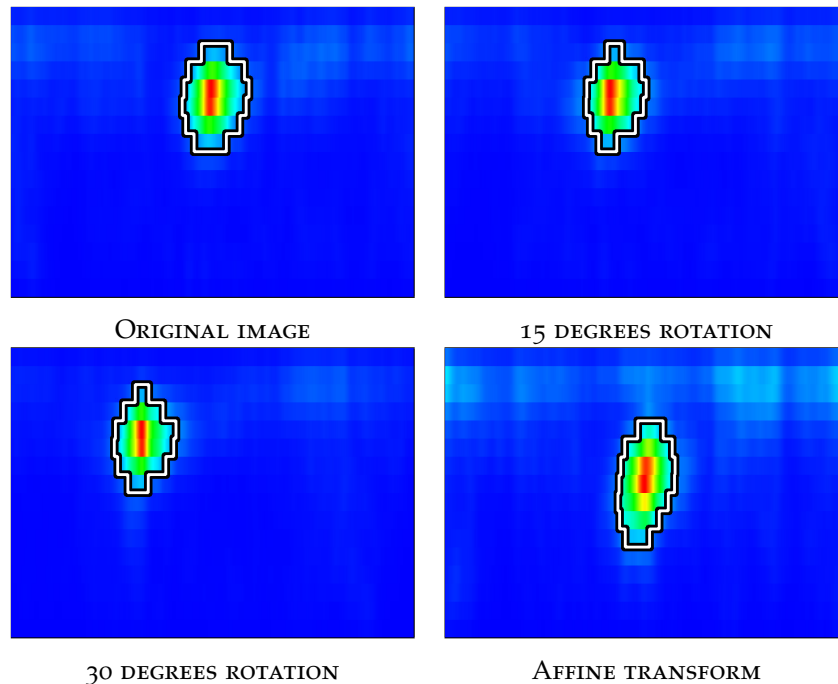 Original image
15 degrees rotation
30 degrees rotation
Affine transform